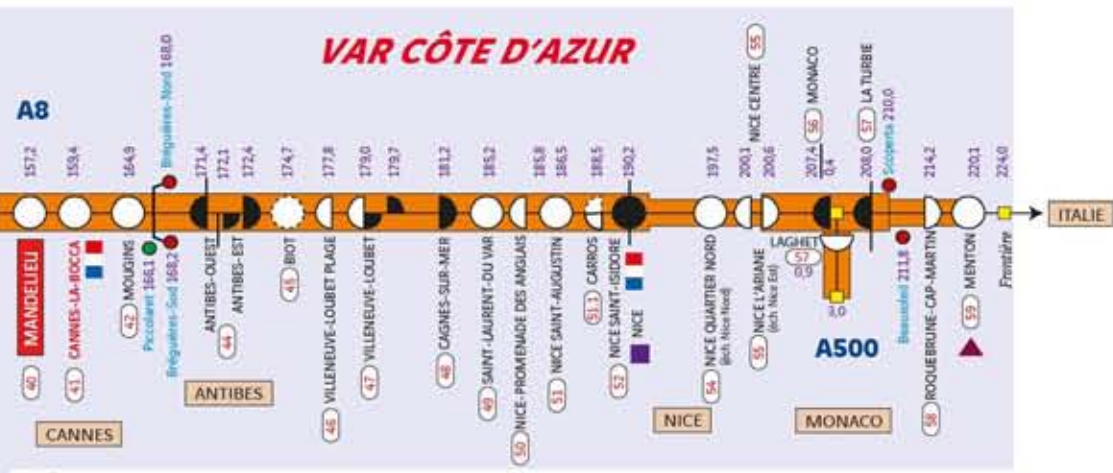 VAR CÔTE D'AZUR
A8
157,2
159,4
164,9
Bréguières-Nord 168,0
171,4
172,1
172,4
174,7
177,8
179,0
179,7
181,2
185,2
185,8
186,5
188,5
190,2
197,5
200,1
NICE CENTRE 55
200,6
207,4
0,4
56 MONACO
208,0
57 LA TURBIE
Scoperta 210,0
214,2
220,1
224,0
ITALIE
40 MANDELIEU
41 CANNES-LA-BOCCA
42 MOUGINS
Piccolaret 166,1
Bréguières-Sud 168,2
ANTIBES-OUEST
44 ANTIBES-EST
45 BIOT
46 VILLENEUVE-LOUBET PLAGE
47 VILLENEUVE-LOUBET
48 CAGNES-SUR-MER
49 SAINT-LAURENT-DU VAR
50 NICE-PROMENADE DES ANGLAIS
51 NICE SAINT-AUGUSTIN
51.1 CARROS
52 NICE SAINT-ISIDORE
NICE
54 NICE QUARTIER NORD
(éch. Nice Nord)
55 NICE L'ARIANE
(éch. Nice Est)
LAGHET
57
0,9
3,0
A500
Beausoleil 211,8
58 ROQUEBRUNE-CAP-MARTIN
59 MENTON
Frontière
CANNES
ANTIBES
NICE
MONACO